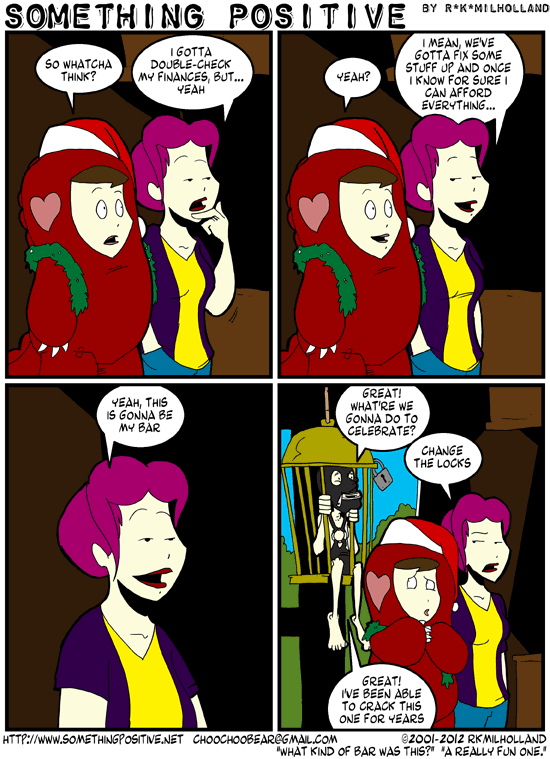 SOMETHING POSITIVE BY R*K*MILHOLLAND
SO WHATCHA
THINK?
I GOTTA
DOUBLE-CHECK
MY FINANCES, BUT...
YEAH
YEAH?
I MEAN, WE'VE
GOTTA FIX SOME
STUFF UP AND ONCE
I KNOW FOR SURE I
CAN AFFORD
EVERYTHING...
YEAH, THIS
IS GONNA BE
MY BAR
GREAT!
WHAT'RE WE
GONNA DO TO
CELEBRATE?
CHANGE
THE LOCKS
GREAT!
I'VE BEEN ABLE
TO CRACK THIS
ONE FOR YEARS
HTTP://WWW.SOMETHINGPOSITIVE.NET CHOOCHOOBEAR@GMAIL.COM ©2001-2012 RKMILHOLLAND
"WHAT KIND OF BAR WAS THIS?" "A REALLY FUN ONE."